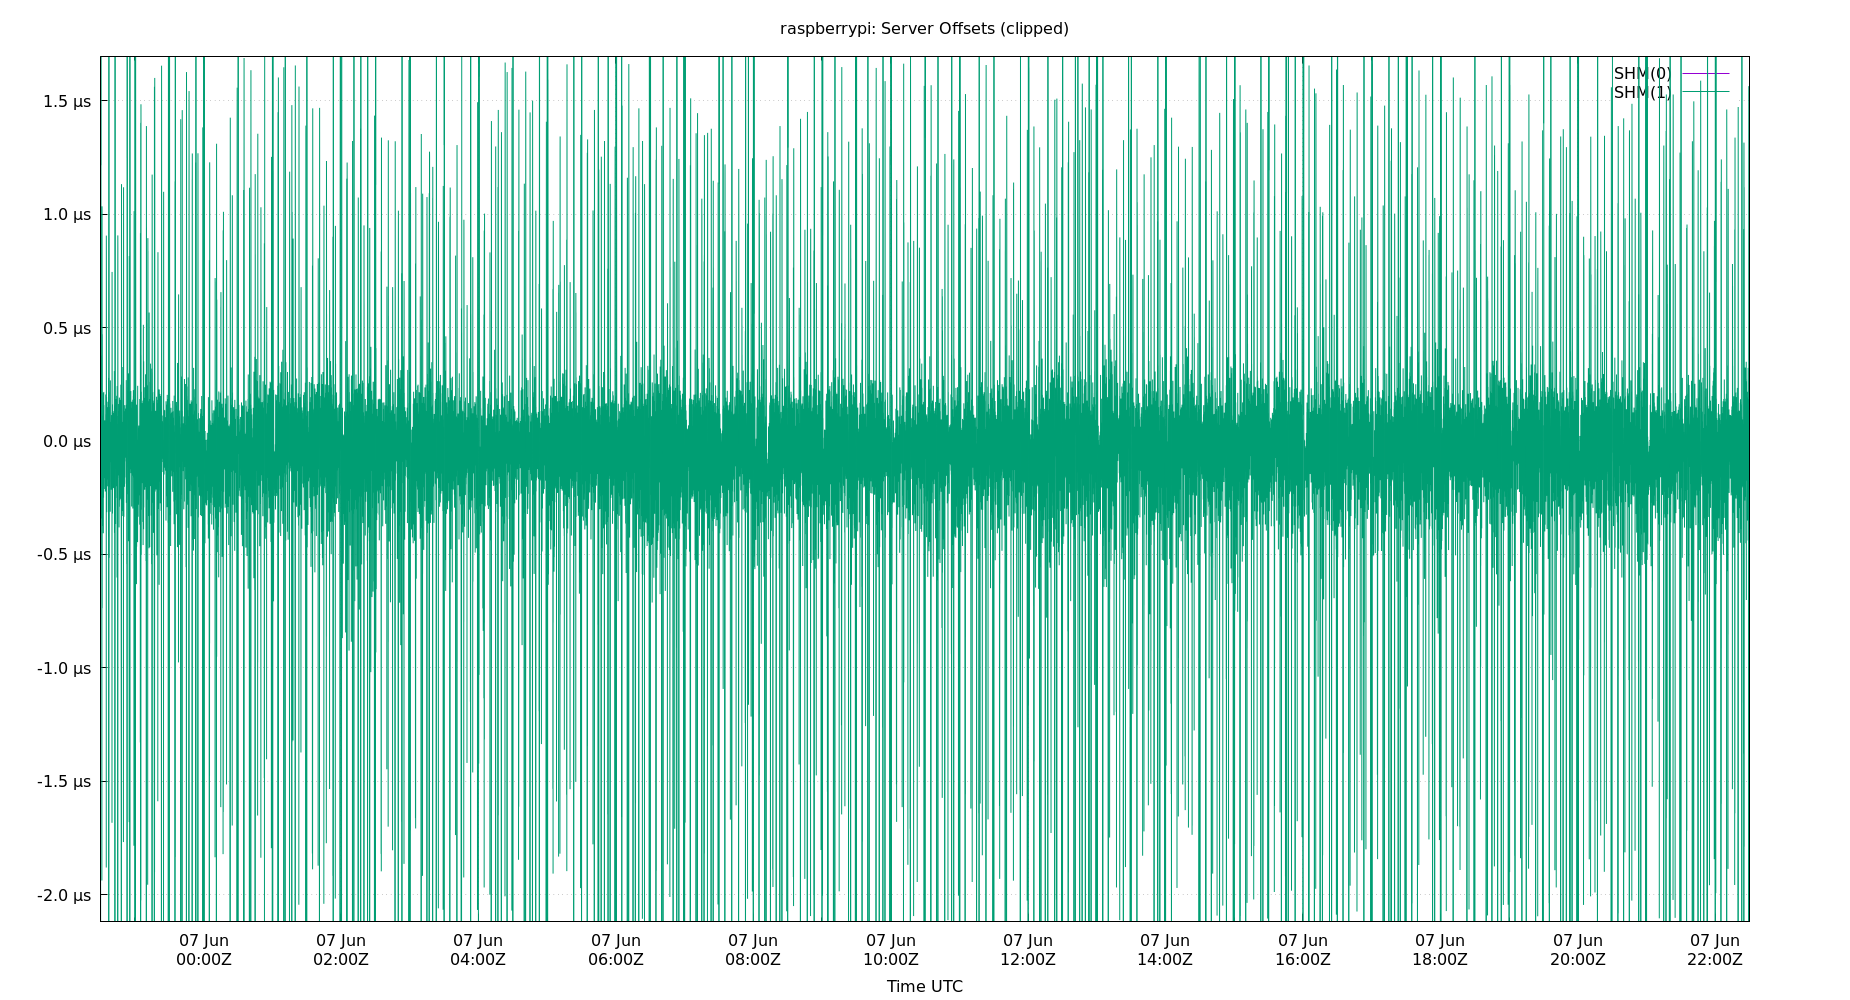 raspberrypi: Server Offsets (clipped)
SHM(0)
SHM(1)
1.5 µs
1.0 µs
0.5 µs
0.0 µs
-0.5 µs
-1.0 µs
-1.5 µs
-2.0 µs
07 Jun 07 Jun 07 Jun 07 Jun 07 Jun 07 Jun 07 Jun 07 Jun 07 Jun 07 Jun 07 Jun 07 Jun
00:00Z 02:00Z 04:00Z 06:00Z 08:00Z 10:00Z 12:00Z 14:00Z 16:00Z 18:00Z 20:00Z 22:00Z
Time UTC